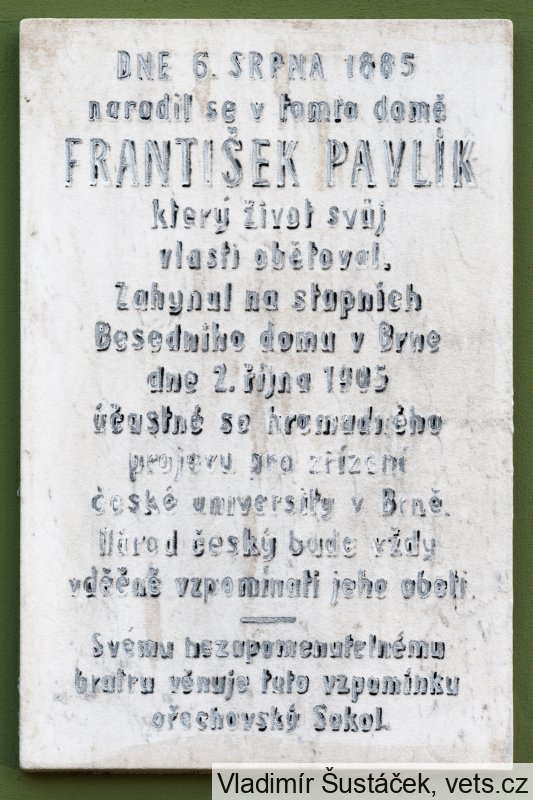 DNE 6. SRPNA 1885
narodil se v tomto domě
FRANTIŠEK PAVLÍK
který život svůj
vlasti obětoval.
Zahynul na stupních
Besedního domu v Brne
dne 2. října 1905
účastně se hromadného
projevu pro zřízení
české university v Brně.
Národ český bude vždy
vděčně vzpomínati jeho oběti.
Svému nezapomenutelnému
bratru věnuje tuto vzpomínku
ořechovský Sokol.
Vladimír Šustáček, vets.cz